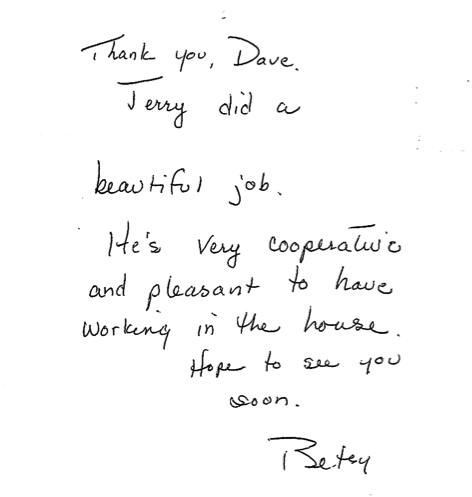 Thank you, Dave.
Jerry did a
beautiful job.
He's very cooperative
and pleasant to have
working in the house.
Hope to see you
soon.
Betsy